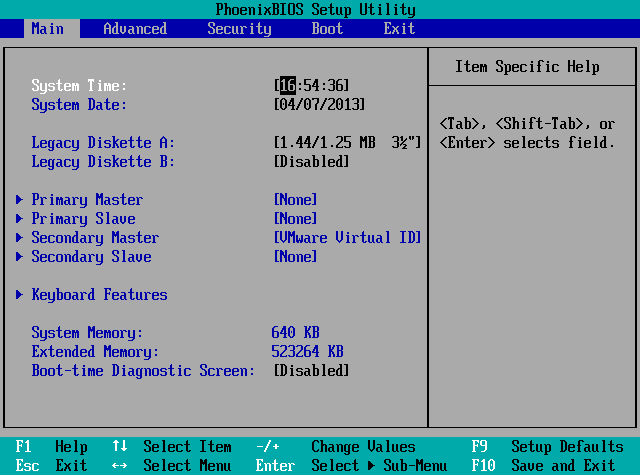 PhoenixBIOS Setup Utility
Main Advanced Security Boot Exit
Item Specific Help
System Time: [16:54:36]
System Date: [04/07/2013]
<Tab>, <Shift-Tab>, or
<Enter> selects field.
Legacy Diskette A: [1.44/1.25 MB 3½"]
Legacy Diskette B: [Disabled]
Primary Master [None]
Primary Slave [None]
Secondary Master [VMware Virtual ID]
Secondary Slave [None]
Keyboard Features
System Memory: 640 KB
Extended Memory: 523264 KB
Boot-time Diagnostic Screen: [Disabled]
F1 Help ↑↓ Select Item -/+ Change Values F9 Setup Defaults
Esc Exit ↔ Select Menu Enter Select ▶ Sub-Menu F10 Save and Exit